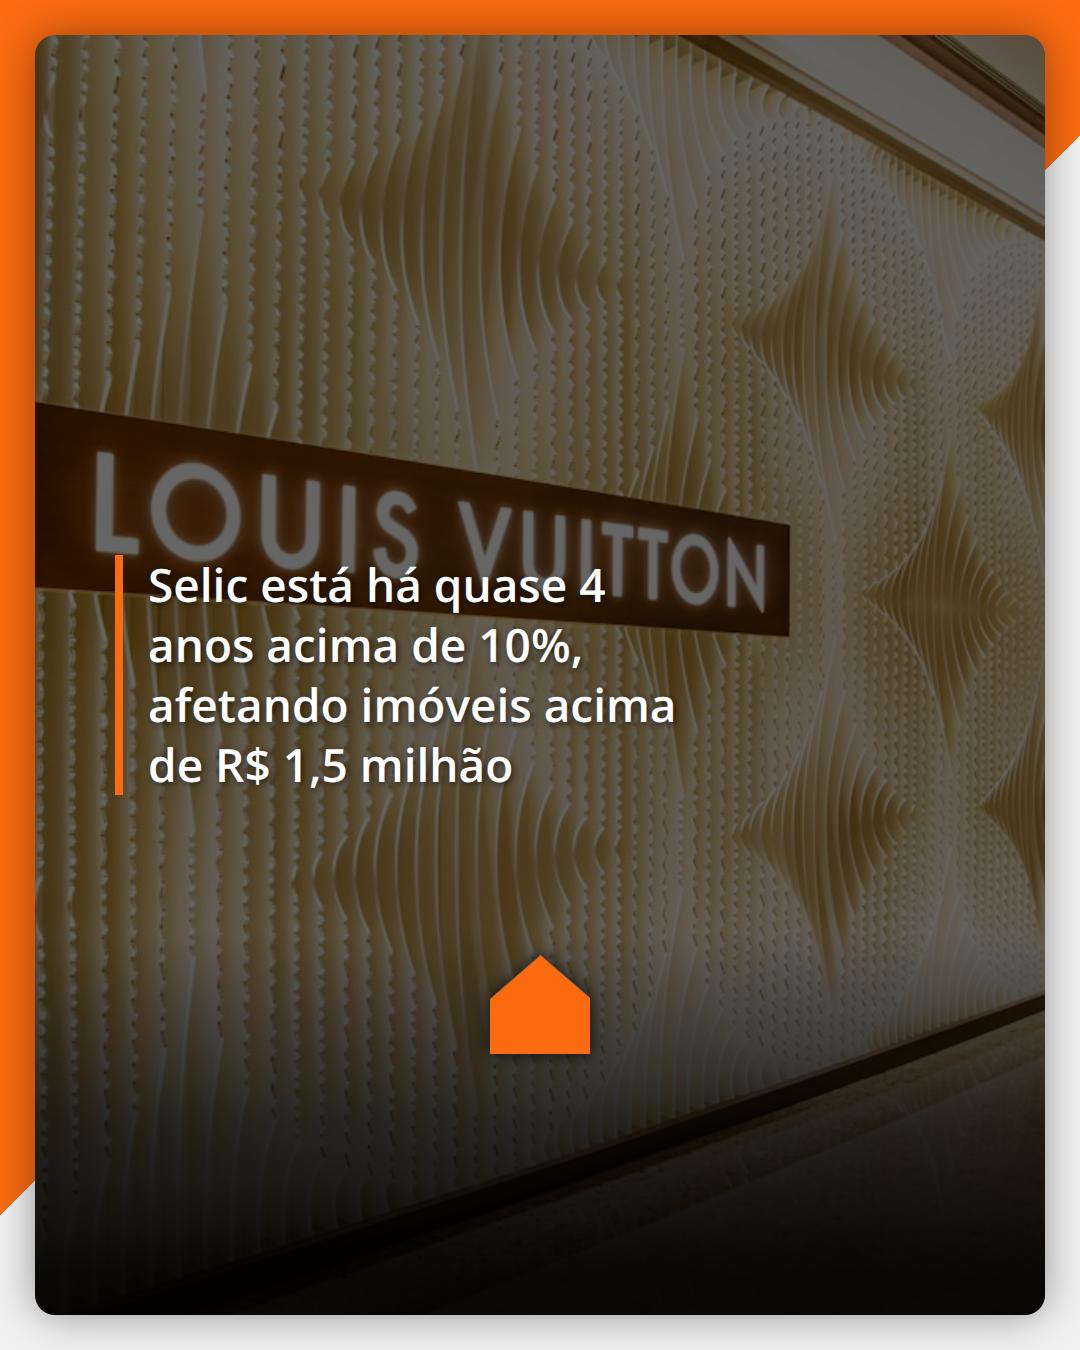 LOUIS VUITTON
Selic está há quase 4
anos acima de 10%,
afetando imóveis acima
de R$ 1,5 milhão